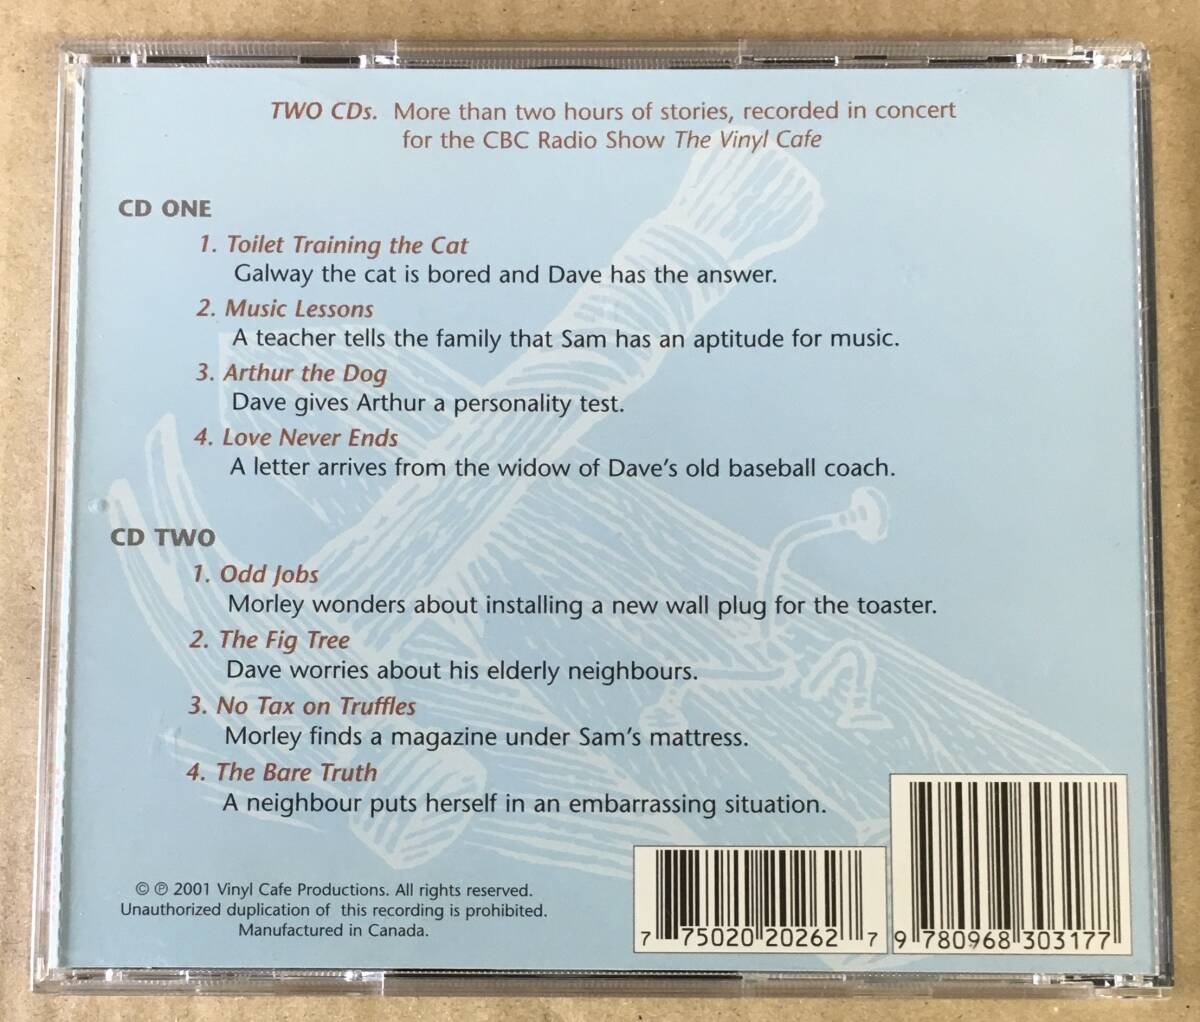 TWO CDs. More than two hours of stories, recorded in concert
for the CBC Radio Show The Vinyl Cafe
CD ONE
1. Toilet Training the Cat
Galway the cat is bored and Dave has the answer.
2. Music Lessons
A teacher tells the family that Sam has an aptitude for music.
3. Arthur the Dog
Dave gives Arthur a personality test.
4. Love Never Ends
A letter arrives from the widow of Dave's old baseball coach.
CD TWO
1. Odd Jobs
Morley wonders about installing a new wall plug for the toaster.
2. The Fig Tree
Dave worries about his elderly neighbours.
3. No Tax on Truffles
Morley finds a magazine under Sam's mattress.
4. The Bare Truth
A neighbour puts herself in an embarrassing situation.
© ℗ 2001 Vinyl Cafe Productions. All rights reserved.
Unauthorized duplication of this recording is prohibited.
Manufactured in Canada.
7 75020 20262 7
9 780968 303177